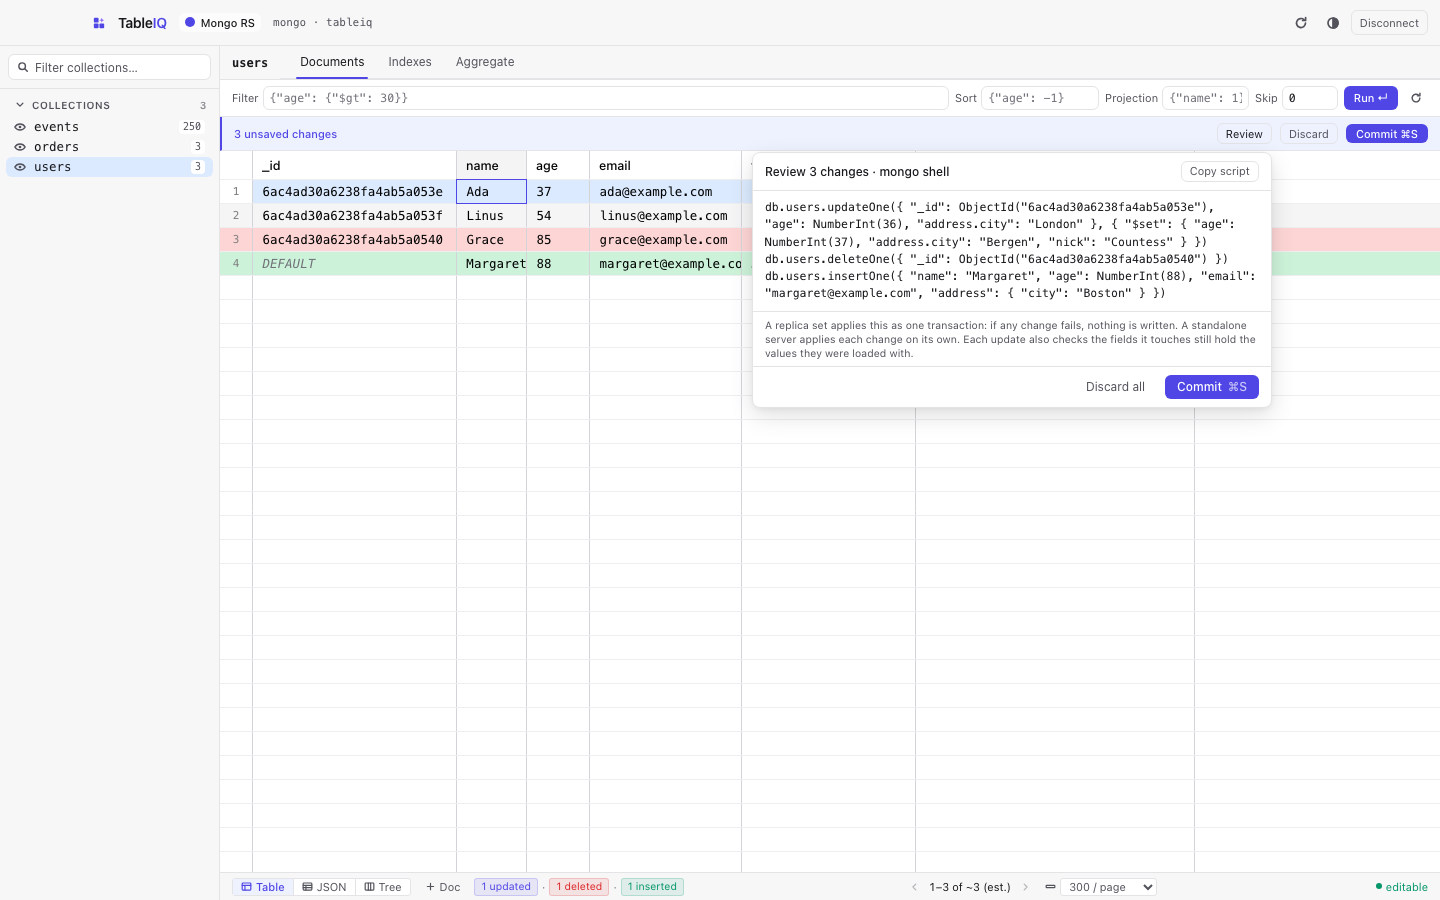 TableIQ
Mongo RS
mongo · tableiq
Disconnect
Filter collections...
COLLECTIONS 3
events 250
orders 3
users 3
users
Documents
Indexes
Aggregate
Filter {"age": {"$gt": 30}}
Sort {"age": −1}
Projection {"name": 1}
Skip 0
Run ↵
3 unsaved changes
Review
Discard
Commit ⌘S
_id name age email
1 6ac4ad30a6238fa4ab5a053e Ada 37 ada@example.com
2 6ac4ad30a6238fa4ab5a053f Linus 54 linus@example.com
3 6ac4ad30a6238fa4ab5a0540 Grace 85 grace@example.com
4 DEFAULT Margaret 88 margaret@example.co
Review 3 changes · mongo shell
Copy script
db.users.updateOne({ "_id": ObjectId("6ac4ad30a6238fa4ab5a053e"),
"age": NumberInt(36), "address.city": "London" }, { "$set": { "age":
NumberInt(37), "address.city": "Bergen", "nick": "Countess" } })
db.users.deleteOne({ "_id": ObjectId("6ac4ad30a6238fa4ab5a0540") })
db.users.insertOne({ "name": "Margaret", "age": NumberInt(88), "email":
"margaret@example.com", "address": { "city": "Boston" } })
A replica set applies this as one transaction: if any change fails, nothing is written. A standalone
server applies each change on its own. Each update also checks the fields it touches still hold the
values they were loaded with.
Discard all
Commit ⌘S
Table
JSON
Tree
+ Doc
1 updated · 1 deleted · 1 inserted
1–3 of ~3 (est.)
300 / page
editable